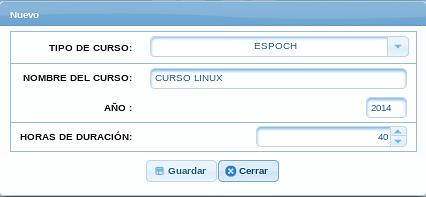 Nuevo
TIPO DE CURSO: ESPOCH
NOMBRE DEL CURSO: CURSO LINUX
AÑO : 2014
HORAS DE DURACIÓN: 40
Guardar Cerrar